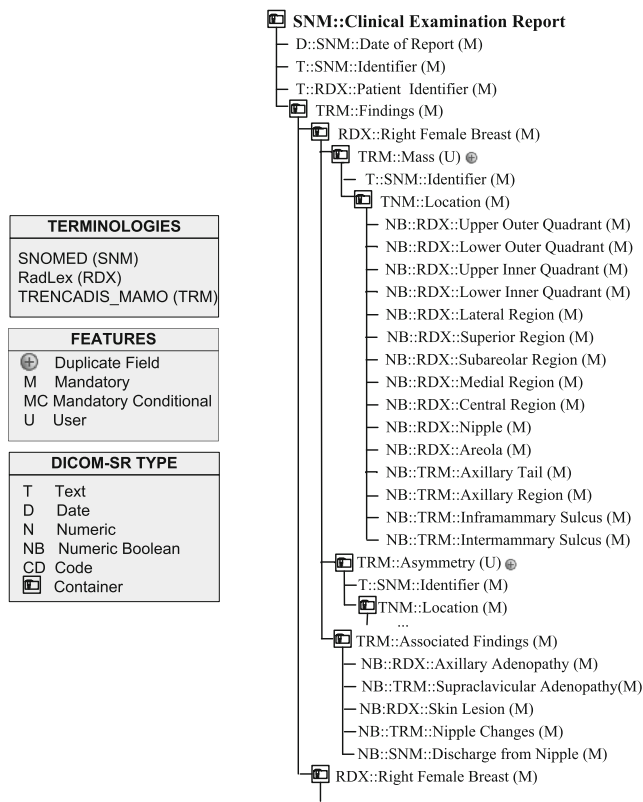 SNM::Clinical Examination Report
D::SNM::Date of Report (M)
T::SNM::Identifier (M)
T::RDX::Patient Identifier (M)
TRM::Findings (M)
RDX::Right Female Breast (M)
TRM::Mass (U)
T::SNM::Identifier (M)
TNM::Location (M)
NB::RDX::Upper Outer Quadrant (M)
NB::RDX::Lower Outer Quadrant (M)
NB::RDX::Upper Inner Quadrant (M)
NB::RDX::Lower Inner Quadrant (M)
NB::RDX::Lateral Region (M)
NB::RDX::Superior Region (M)
NB::RDX::Subareolar Region (M)
NB::RDX::Medial Region (M)
NB::RDX::Central Region (M)
NB::RDX::Nipple (M)
NB::RDX::Areola (M)
NB::TRM::Axillary Tail (M)
NB::TRM::Axillary Region (M)
NB::TRM::Inframammary Sulcus (M)
NB::TRM::Intermammary Sulcus (M)
TRM::Asymmetry (U)
T::SNM::Identifier (M)
TNM::Location (M)
...
TRM::Associated Findings (M)
NB::RDX::Axillary Adenopathy (M)
NB::TRM::Supraclavicular Adenopathy(M)
NB:RDX::Skin Lesion (M)
NB::TRM::Nipple Changes (M)
NB::SNM::Discharge from Nipple (M)
RDX::Right Female Breast (M)
TERMINOLOGIES
SNOMED (SNM)
RadLex (RDX)
TRENCADIS_MAMO (TRM)
FEATURES
Duplicate Field
M Mandatory
MC Mandatory Conditional
U User
DICOM-SR TYPE
T Text
D Date
N Numeric
NB Numeric Boolean
CD Code
Container